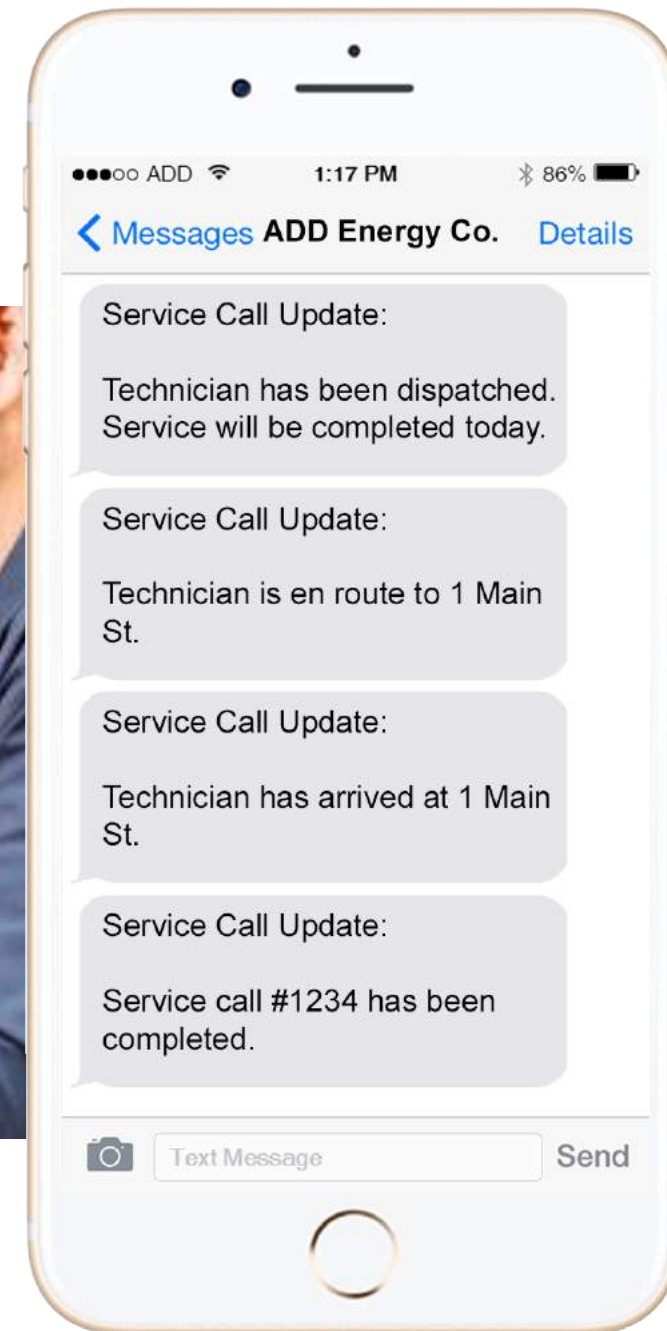 ADD 1:17 PM 86%
Messages ADD Energy Co. Details
Service Call Update:
Technician has been dispatched.
Service will be completed today.
Service Call Update:
Technician is en route to 1 Main
St.
Service Call Update:
Technician has arrived at 1 Main
St.
Service Call Update:
Service call #1234 has been
completed.
Text Message Send